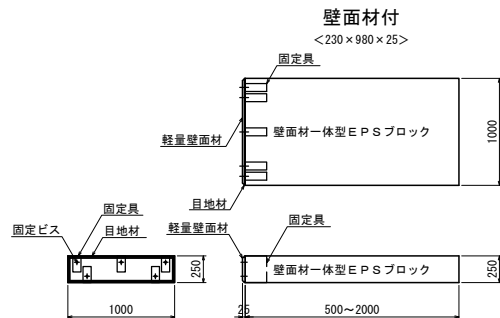 壁面材付
<230×980×25>
固定具
壁面材一体型EPSブロック
軽量壁面材
1000
目地材
固定具
固定ビス
目地材
軽量壁面材
固定具
壁面材一体型EPSブロック
250
250
1000
25
500~2000